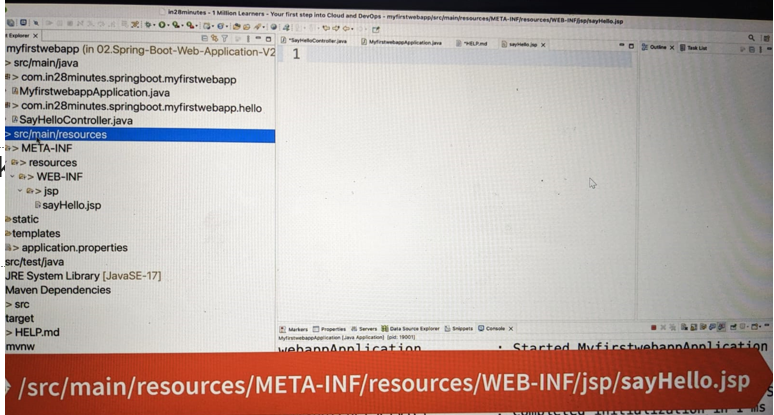 in28minutes - 1 Million Learners - Your first step into Cloud and DevOps - myfirstwebapp/src/main/resources/META-INF/resources/WEB-INF/jsp/sayHello.jsp
Explorer
*SayHelloController.java MyfirstwebappApplication.java *HELP.md sayHello.jsp
Outline Task List
1
myfirstwebapp (in 02.Spring-Boot-Web-Application-V2
> src/main/java
> com.in28minutes.springboot.myfirstwebapp
MyfirstwebappApplication.java
> com.in28minutes.springboot.myfirstwebapp.hello
SayHelloController.java
> src/main/resources
> META-INF
> resources
> WEB-INF
> jsp
sayHello.jsp
static
templates
> application.properties
src/test/java
JRE System Library [JavaSE-17]
Maven Dependencies
> src
target
> HELP.md
mvnw
Markers Properties Servers Data Source Explorer Snippets Console
MyfirstwebappApplication [Java Application] [pid: 19001]
webappApplication : Started MyfirstwebappApplication
/src/main/resources/META-INF/resources/WEB-INF/jsp/sayHello.jsp